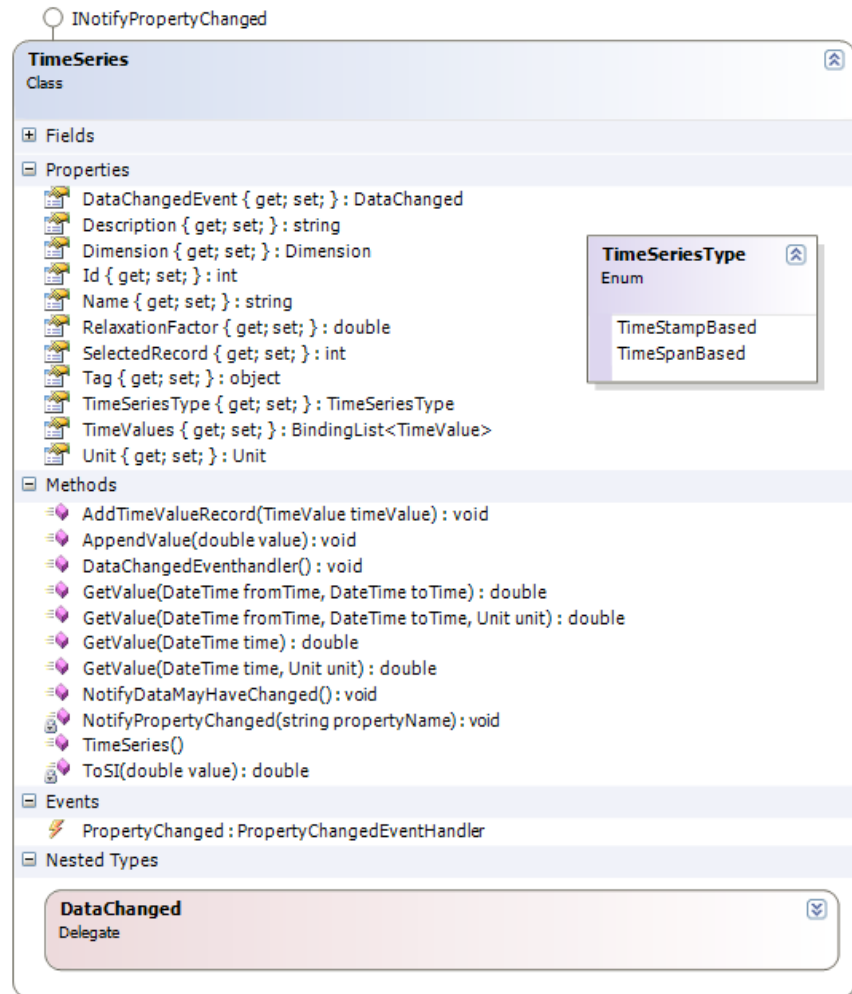 INotifyPropertyChanged
TimeSeries
Class
Fields
Properties
DataChangedEvent { get; set; } : DataChanged
Description { get; set; } : string
Dimension { get; set; } : Dimension
Id { get; set; } : int
Name { get; set; } : string
RelaxationFactor { get; set; } : double
SelectedRecord { get; set; } : int
Tag { get; set; } : object
TimeSeriesType { get; set; } : TimeSeriesType
TimeValues { get; set; } : BindingList<TimeValue>
Unit { get; set; } : Unit
TimeSeriesType
Enum
TimeStampBased
TimeSpanBased
Methods
AddTimeValueRecord(TimeValue timeValue) : void
AppendValue(double value) : void
DataChangedEventhandler() : void
GetValue(DateTime fromTime, DateTime toTime) : double
GetValue(DateTime fromTime, DateTime toTime, Unit unit) : double
GetValue(DateTime time) : double
GetValue(DateTime time, Unit unit) : double
NotifyDataMayHaveChanged() : void
NotifyPropertyChanged(string propertyName) : void
TimeSeries()
ToSI(double value) : double
Events
PropertyChanged : PropertyChangedEventHandler
Nested Types
DataChanged
Delegate